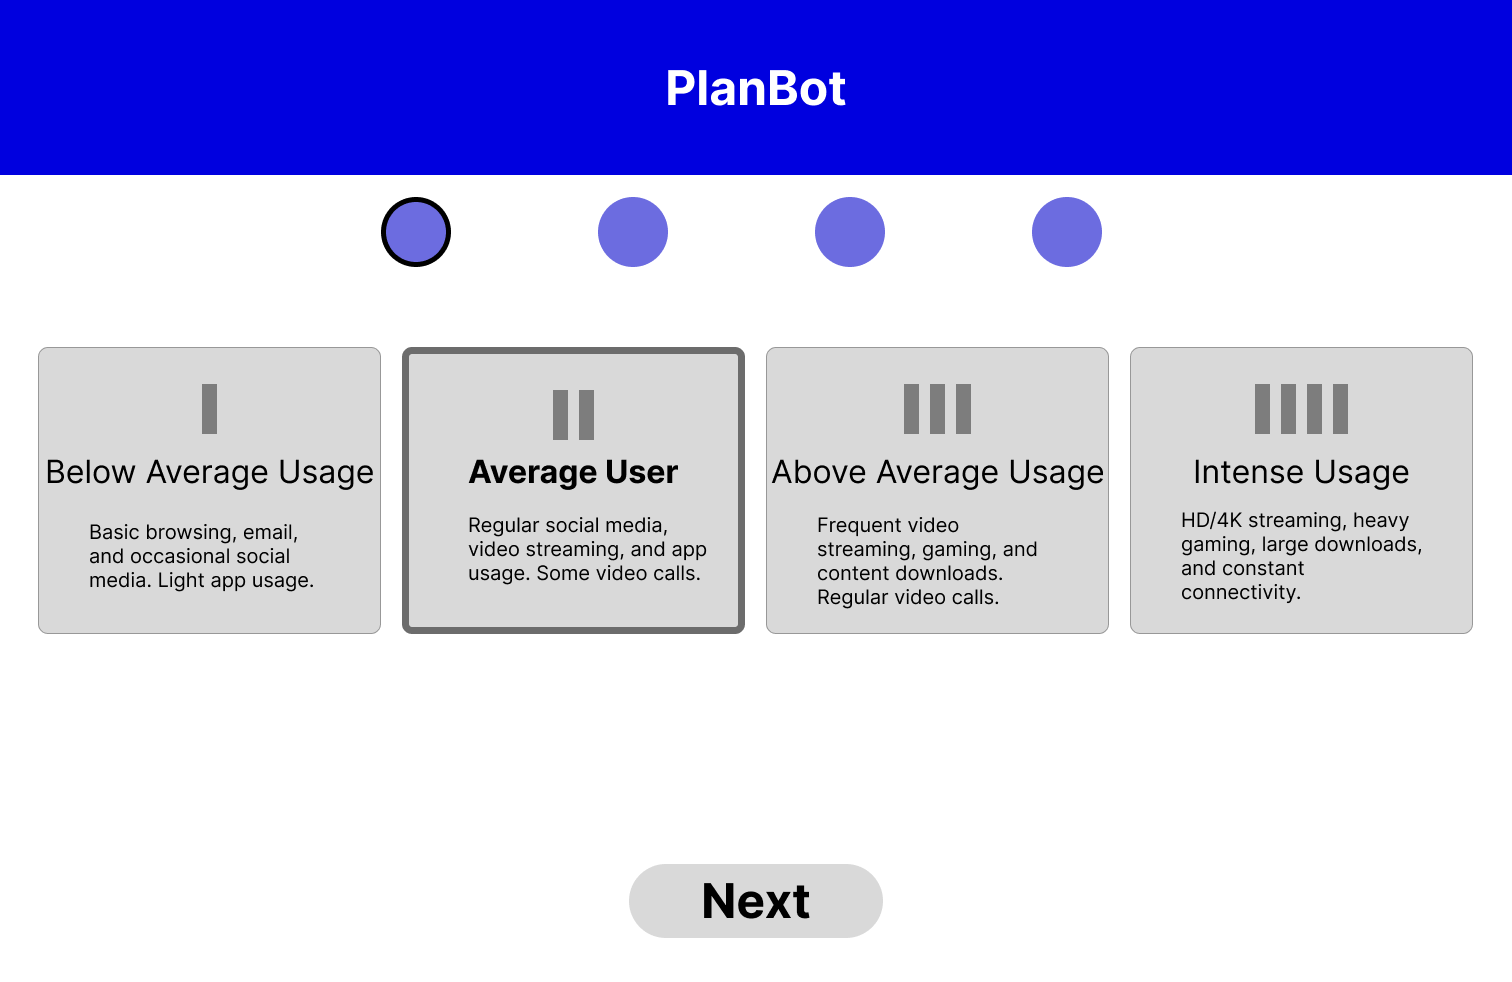 PlanBot
Below Average Usage
Basic browsing, email,
and occasional social
media. Light app usage.
Average User
Regular social media,
video streaming, and app
usage. Some video calls.
Above Average Usage
Frequent video
streaming, gaming, and
content downloads.
Regular video calls.
Intense Usage
HD/4K streaming, heavy
gaming, large downloads,
and constant
connectivity.
Next